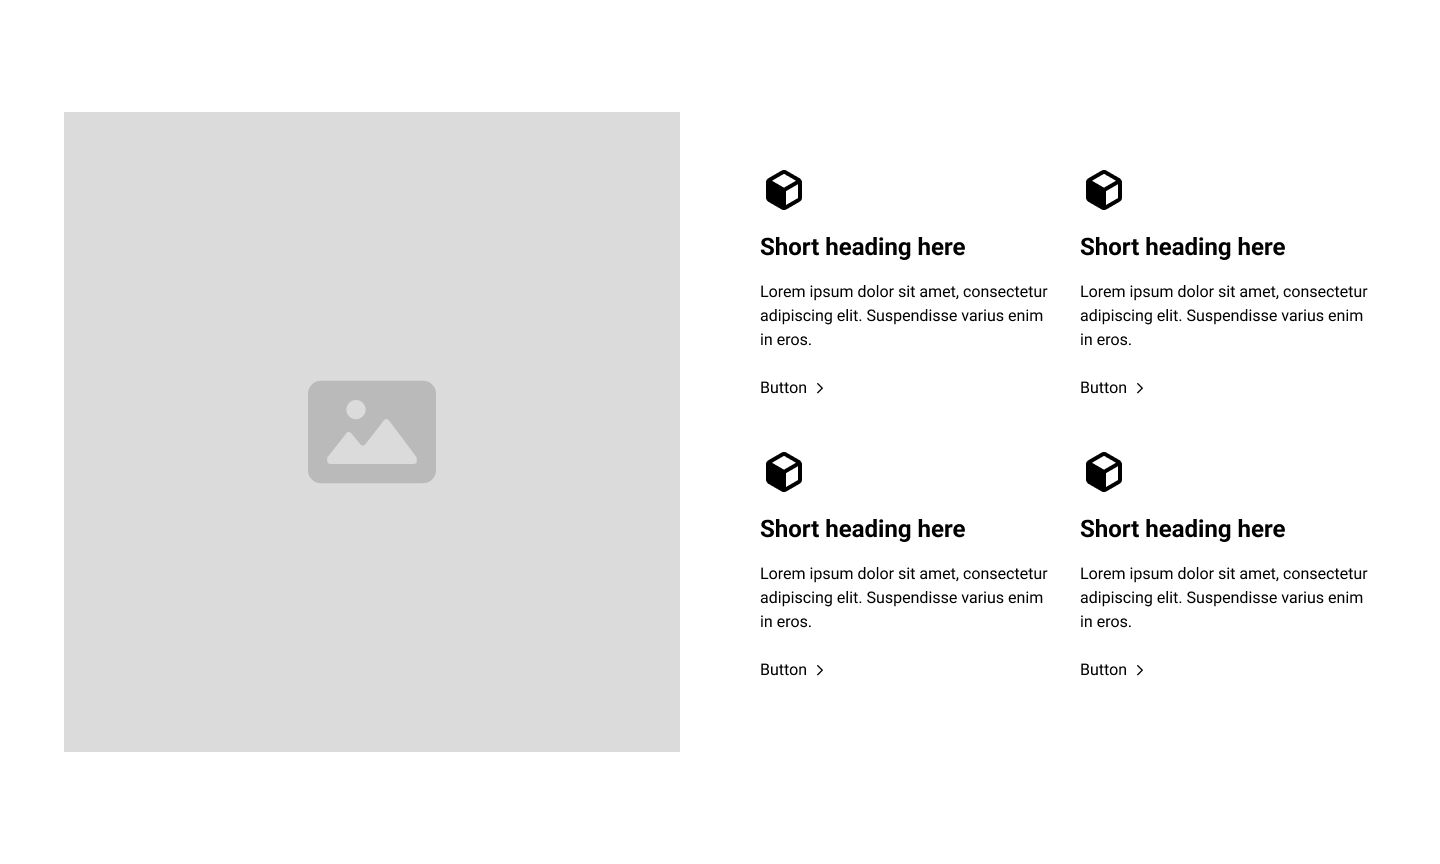 Short heading here
Lorem ipsum dolor sit amet, consectetur
adipiscing elit. Suspendisse varius enim
in eros.
Button
Short heading here
Lorem ipsum dolor sit amet, consectetur
adipiscing elit. Suspendisse varius enim
in eros.
Button
Short heading here
Lorem ipsum dolor sit amet, consectetur
adipiscing elit. Suspendisse varius enim
in eros.
Button
Short heading here
Lorem ipsum dolor sit amet, consectetur
adipiscing elit. Suspendisse varius enim
in eros.
Button